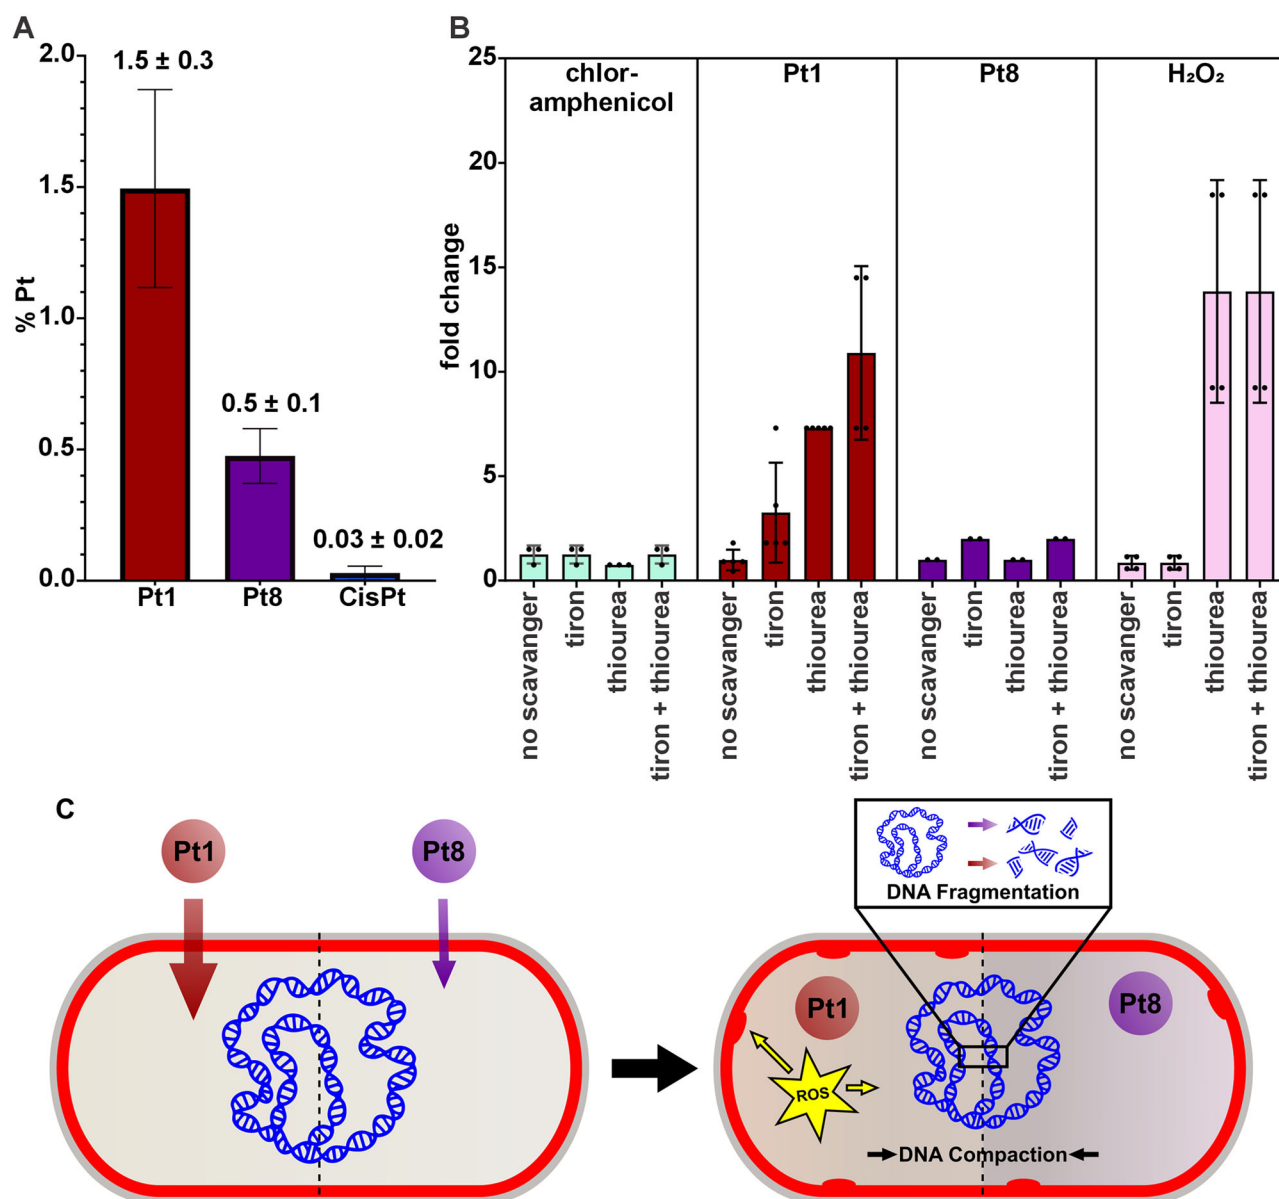 A
2.0
1.5 ± 0.3
1.5
1.0
0.5 ± 0.1
0.5
0.03 ± 0.02
0.0
% Pt
Pt1
Pt8
CisPt
B
25
20
15
10
5
0
fold change
chlor-
amphenicol
Pt1
Pt8
H₂O₂
no scavanger
tiron
thiourea
tiron + thiourea
no scavanger
tiron
thiourea
tiron + thiourea
no scavanger
tiron
thiourea
tiron + thiourea
no scavanger
tiron
thiourea
tiron + thiourea
C
Pt1
Pt8
DNA Fragmentation
Pt1
Pt8
ROS
DNA Compaction